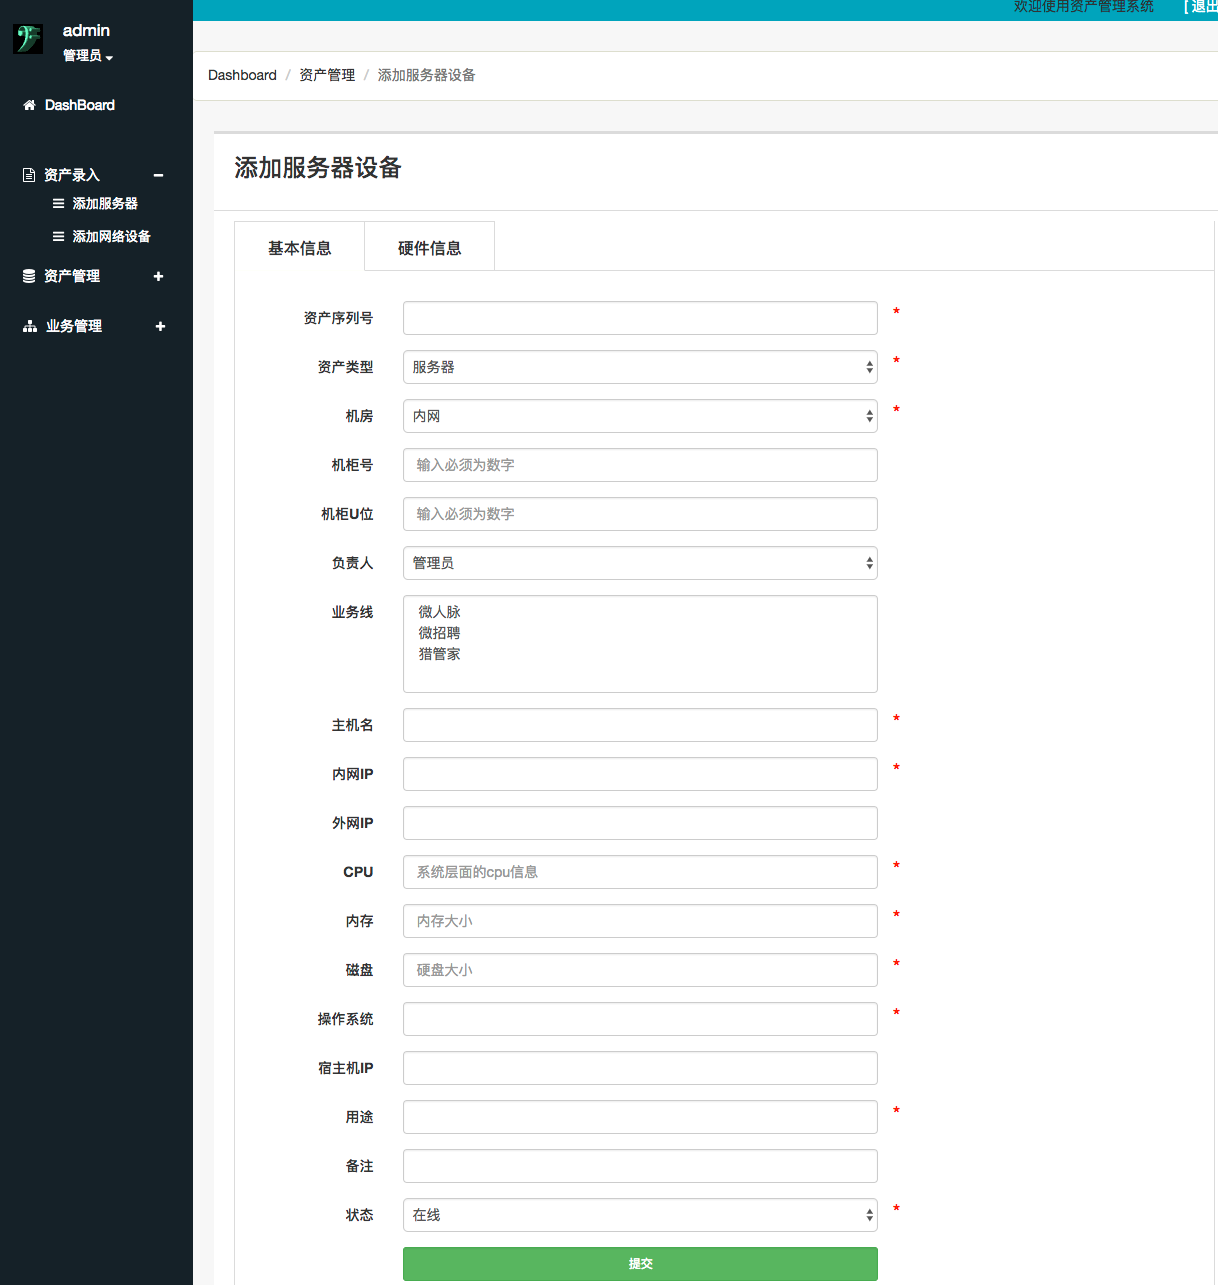 admin
管理员
DashBoard
资产录入
添加服务器
添加网络设备
资产管理
业务管理
欢迎使用资产管理系统 [ 退出
Dashboard / 资产管理 / 添加服务器设备
添加服务器设备
基本信息 硬件信息
资产序列号 *
资产类型 服务器 *
机房 内网 *
机柜号 输入必须为数字
机柜U位 输入必须为数字
负责人 管理员
业务线 微人脉
微招聘
猎管家
主机名 *
内网IP *
外网IP
CPU 系统层面的cpu信息 *
内存 内存大小 *
磁盘 硬盘大小 *
操作系统 *
宿主机IP
用途 *
备注
状态 在线 *
提交